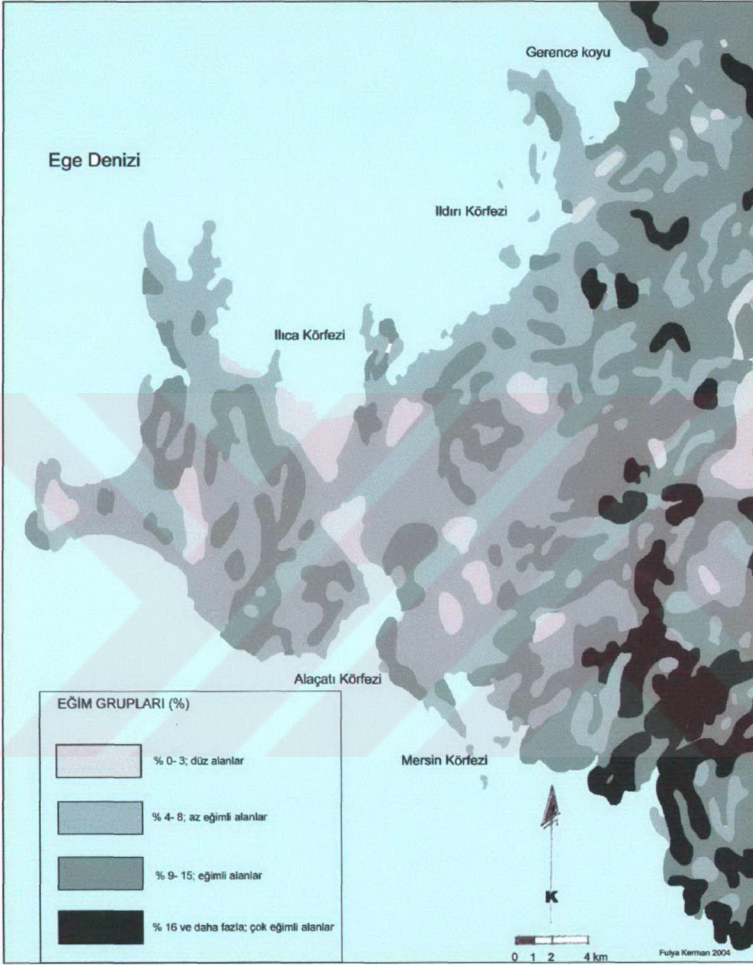 Gerence koyu
Ege Denizi
Ildırı Körfezi
Ilıca Körfezi
Alaçatı Körfezi
Mersin Körfezi
EĞİM GRUPLARI (%)
% 0- 3; düz alanlar
% 4- 8; az eğimli alanlar
% 9- 15; eğimli alanlar
% 16 ve daha fazla; çok eğimli alanlar
K
0 1 2 4 km
Fulya Kerman 2004